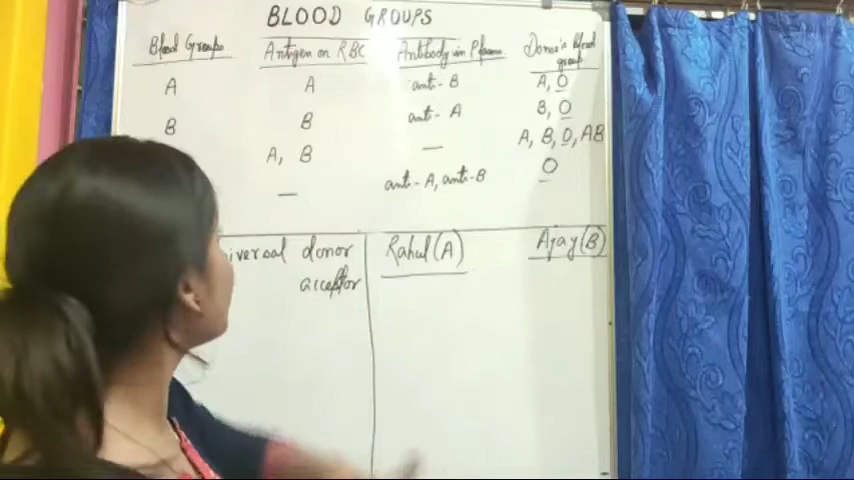 BLOOD GROUPS
Blood Groups Antigen on RBC Antibody in Plasma Donor's Blood group
A A anti-B A, O
B B anti-A B, O
A, B — A, B, O, AB
— anti-A, anti-B O
iversal donor Rahul(A) Ajay(B)
acceptor